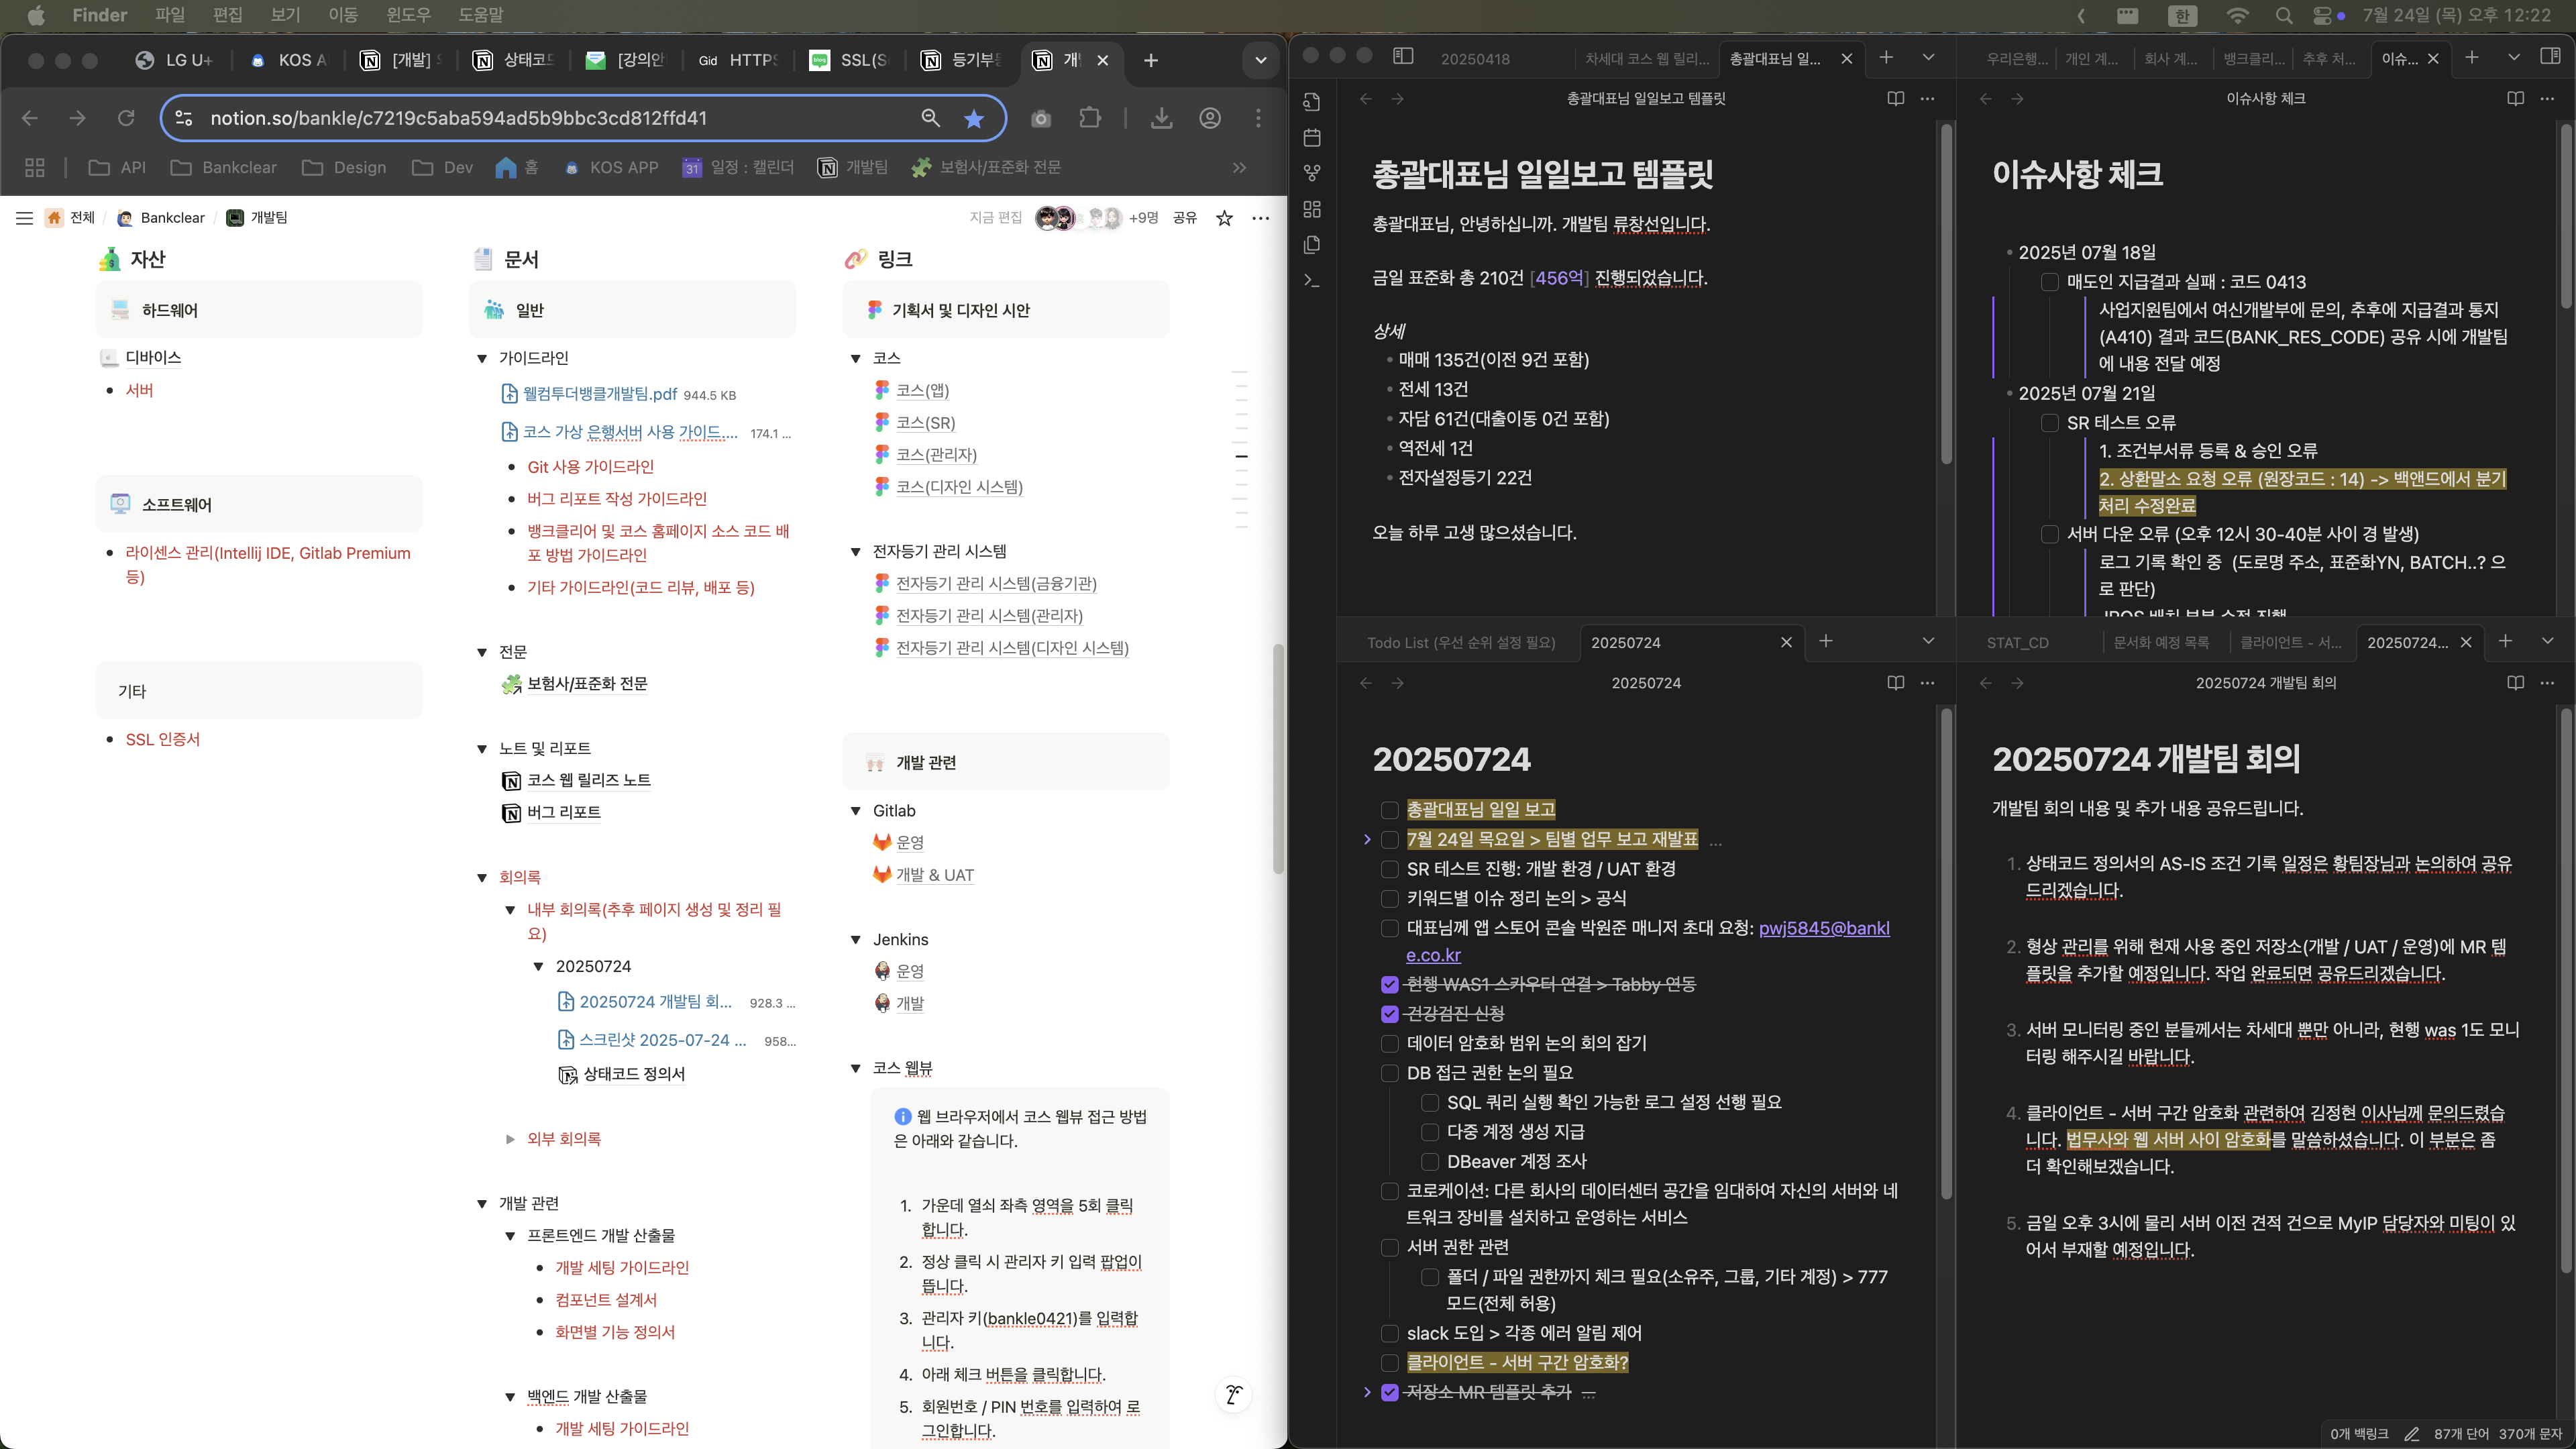 Finder 파일 편집 보기 이동 윈도우 도움말
한 7월 24일 (목) 오후 12:22
LG U+ KOS A [개발] 상태코드 [강의안 Gid HTTPS SSL(S 등기부 개발
notion.so/bankle/c7219c5aba594ad5b9bbc3cd812ffd41
API Bankclear Design Dev 홈 KOS APP 31 일정 : 캘린더 개발팀 보험사/표준화 전문
전체 / Bankclear / 개발팀
지금 편집 +9명 공유
자산
하드웨어
디바이스
서버
소프트웨어
라이센스 관리(Intellij IDE, Gitlab Premium
등)
기타
SSL 인증서
문서
일반
가이드라인
웰컴투더뱅클개발팀.pdf 944.5 KB
코스 가상 은행서버 사용 가이드.... 174.1 ...
Git 사용 가이드라인
버그 리포트 작성 가이드라인
뱅크클리어 및 코스 홈페이지 소스 코드 배
포 방법 가이드라인
기타 가이드라인(코드 리뷰, 배포 등)
전문
보험사/표준화 전문
노트 및 리포트
코스 웹 릴리즈 노트
버그 리포트
회의록
내부 회의록(추후 페이지 생성 및 정리 필
요)
20250724
20250724 개발팀 회... 928.3 ...
스크린샷 2025-07-24 ... 958...
상태코드 정의서
외부 회의록
개발 관련
프론트엔드 개발 산출물
개발 세팅 가이드라인
컴포넌트 설계서
화면별 기능 정의서
백엔드 개발 산출물
개발 세팅 가이드라인
링크
기획서 및 디자인 시안
코스
코스(앱)
코스(SR)
코스(관리자)
코스(디자인 시스템)
전자등기 관리 시스템
전자등기 관리 시스템(금융기관)
전자등기 관리 시스템(관리자)
전자등기 관리 시스템(디자인 시스템)
개발 관련
Gitlab
운영
개발 & UAT
Jenkins
운영
개발
코스 웹뷰
웹 브라우저에서 코스 웹뷰 접근 방법
은 아래와 같습니다.
1. 가운데 열쇠 좌측 영역을 5회 클릭
합니다.
2. 정상 클릭 시 관리자 키 입력 팝업이
뜹니다.
3. 관리자 키(bankle0421)를 입력합
니다.
4. 아래 체크 버튼을 클릭합니다.
5. 회원번호 / PIN 번호를 입력하여 로
그인합니다.
20250418 차세대 코스 웹 릴리... 총괄대표님 일...
총괄대표님 일일보고 템플릿
총괄대표님 일일보고 템플릿
총괄대표님, 안녕하십니까. 개발팀 류창선입니다.
금일 표준화 총 210건 [456억] 진행되었습니다.
상세
매매 135건(이전 9건 포함)
전세 13건
자담 61건(대출이동 0건 포함)
역전세 1건
전자설정등기 22건
오늘 하루 고생 많으셨습니다.
우리은행... 개인 계... 회사 계... 뱅크클리... 추후 처... 이슈...
이슈사항 체크
이슈사항 체크
2025년 07월 18일
매도인 지급결과 실패 : 코드 0413
사업지원팀에서 여신개발부에 문의, 추후에 지급결과 통지
(A410) 결과 코드(BANK_RES_CODE) 공유 시에 개발팀
에 내용 전달 예정
2025년 07월 21일
SR 테스트 오류
1. 조건부서류 등록 & 승인 오류
2. 상환말소 요청 오류 (원장코드 : 14) -> 백앤드에서 분기
처리 수정완료
서버 다운 오류 (오후 12시 30-40분 사이 경 발생)
로그 기록 확인 중 (도로명 주소, 표준화YN, BATCH..? 으
로 판단)
IROS 배치 부분 수정 진행
Todo List (우선 순위 설정 필요) 20250724
20250724
20250724
총괄대표님 일일 보고
7월 24일 목요일 > 팀별 업무 보고 재발표 ...
SR 테스트 진행: 개발 환경 / UAT 환경
키워드별 이슈 정리 논의 > 공식
대표님께 앱 스토어 콘솔 박원준 매니저 초대 요청: pwj5845@bankl
e.co.kr
현행 WAS1 스카우터 연결 > Tabby 연동
건강검진 신청
데이터 암호화 범위 논의 회의 잡기
DB 접근 권한 논의 필요
SQL 쿼리 실행 확인 가능한 로그 설정 선행 필요
다중 계정 생성 지급
DBeaver 계정 조사
코로케이션: 다른 회사의 데이터센터 공간을 임대하여 자신의 서버와 네
트워크 장비를 설치하고 운영하는 서비스
서버 권한 관련
폴더 / 파일 권한까지 체크 필요(소유주, 그룹, 기타 계정) > 777
모드(전체 허용)
slack 도입 > 각종 에러 알림 제어
클라이언트 - 서버 구간 암호화?
저장소 MR 템플릿 추가 ...
STAT_CD 문서화 예정 목록 클라이언트 - 서... 20250724...
20250724 개발팀 회의
20250724 개발팀 회의
개발팀 회의 내용 및 추가 내용 공유드립니다.
1. 상태코드 정의서의 AS-IS 조건 기록 일정은 황팀장님과 논의하여 공유
드리겠습니다.
2. 형상 관리를 위해 현재 사용 중인 저장소(개발 / UAT / 운영)에 MR 템
플릿을 추가할 예정입니다. 작업 완료되면 공유드리겠습니다.
3. 서버 모니터링 중인 분들께서는 차세대 뿐만 아니라, 현행 was 1도 모니
터링 해주시길 바랍니다.
4. 클라이언트 - 서버 구간 암호화 관련하여 김정현 이사님께 문의드렸습
니다. 법무사와 웹 서버 사이 암호화를 말씀하셨습니다. 이 부분은 좀
더 확인해보겠습니다.
5. 금일 오후 3시에 물리 서버 이전 견적 건으로 MyIP 담당자와 미팅이 있
어서 부재할 예정입니다.
0개 백링크 87개 단어 370개 문자